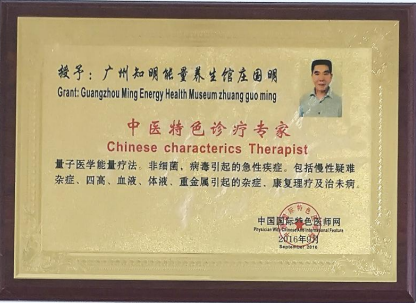 授予：广州知明能量养生馆庄国明
Grant: Guangzhou Ming Energy Health Museum zhuang guo ming
中医特色诊疗专家
Chinese characterics Therapist
量子医学能量疗法。非细菌，病毒引起的急性疾症。包括慢性疑难
杂症、四高、血液、体液、重金属引起的杂症，康复理疗及治未病。
中国国际特色医师网
2016年9月
September 2016